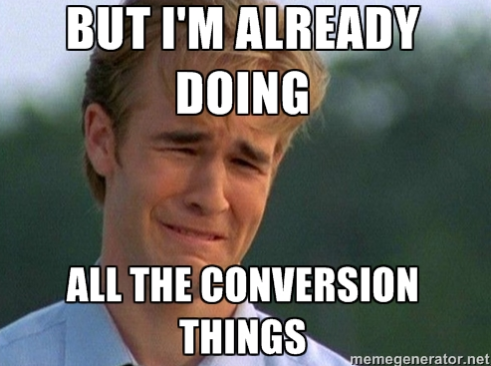 BUT I'M ALREADY
DOING
ALL THE CONVERSION
THINGS
memegenerator.net